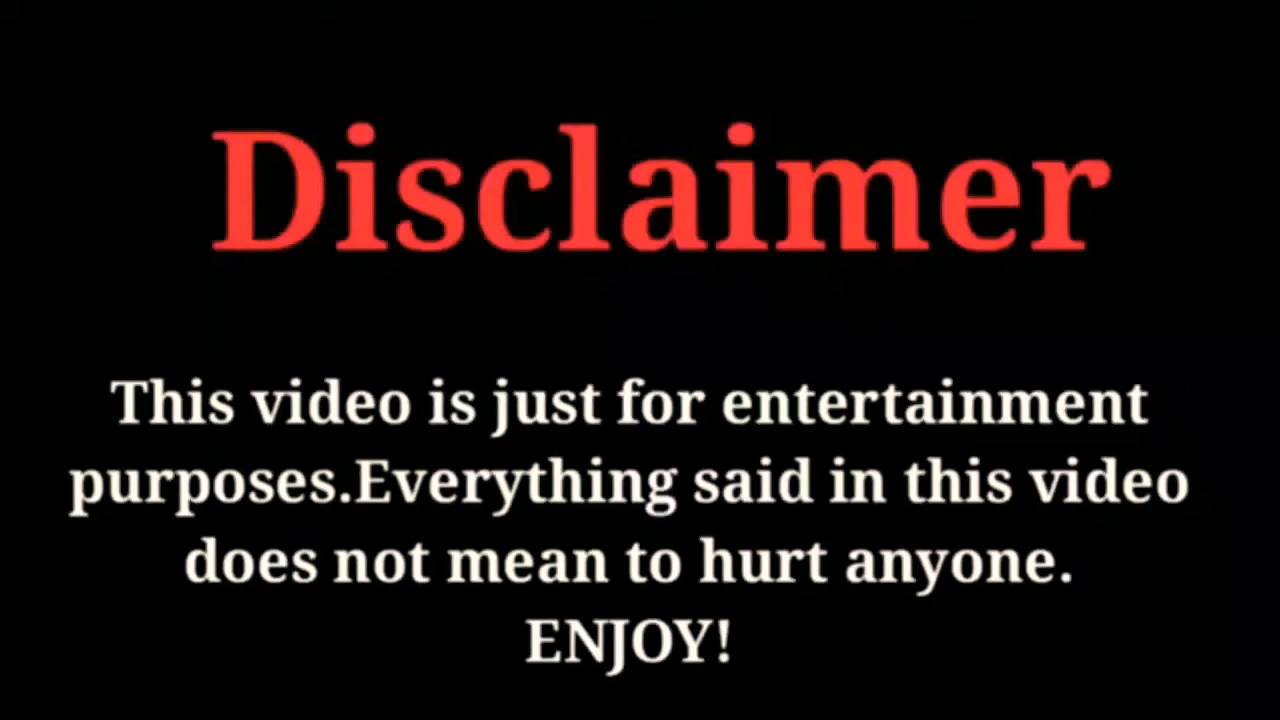 Disclaimer
This video is just for entertainment
purposes.Everything said in this video
does not mean to hurt anyone.
ENJOY!